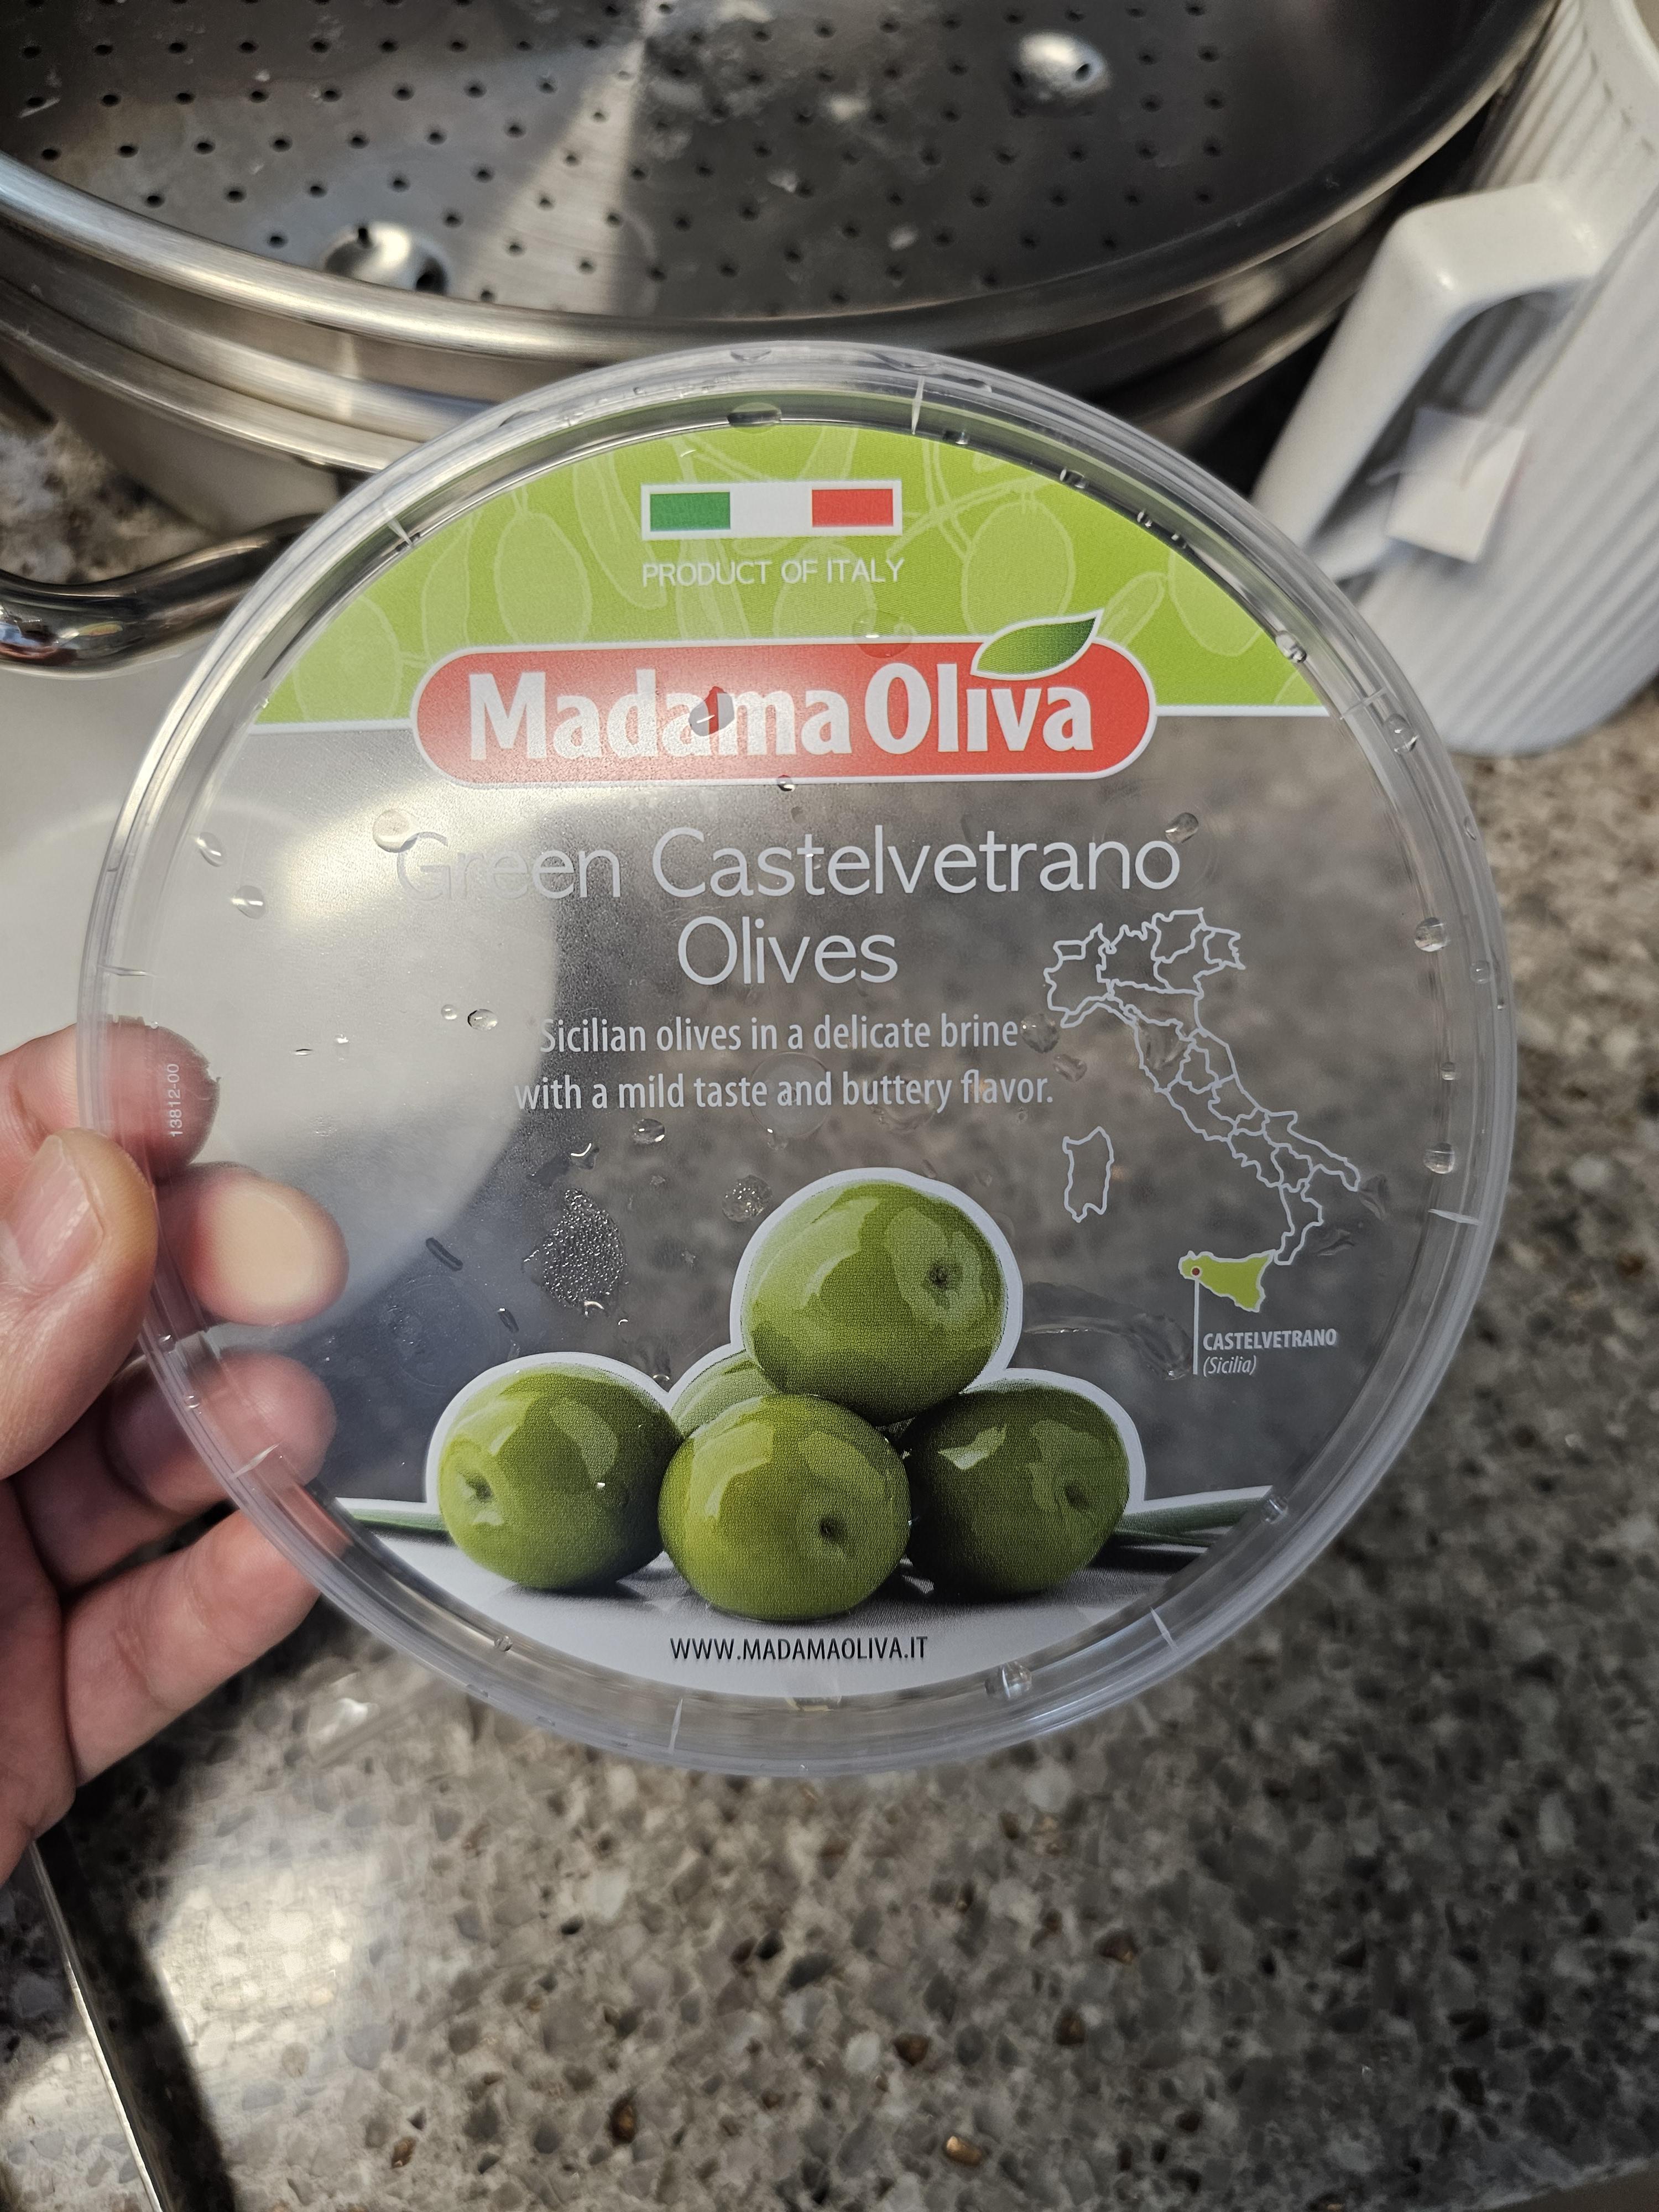 PRODUCT OF ITALY
Madama Oliva
Green Castelvetrano
Olives
Sicilian olives in a delicate brine
with a mild taste and buttery flavor.
13812-00
CASTELVETRANO
(Sicilia)
WWW.MADAMAOLIVA.IT